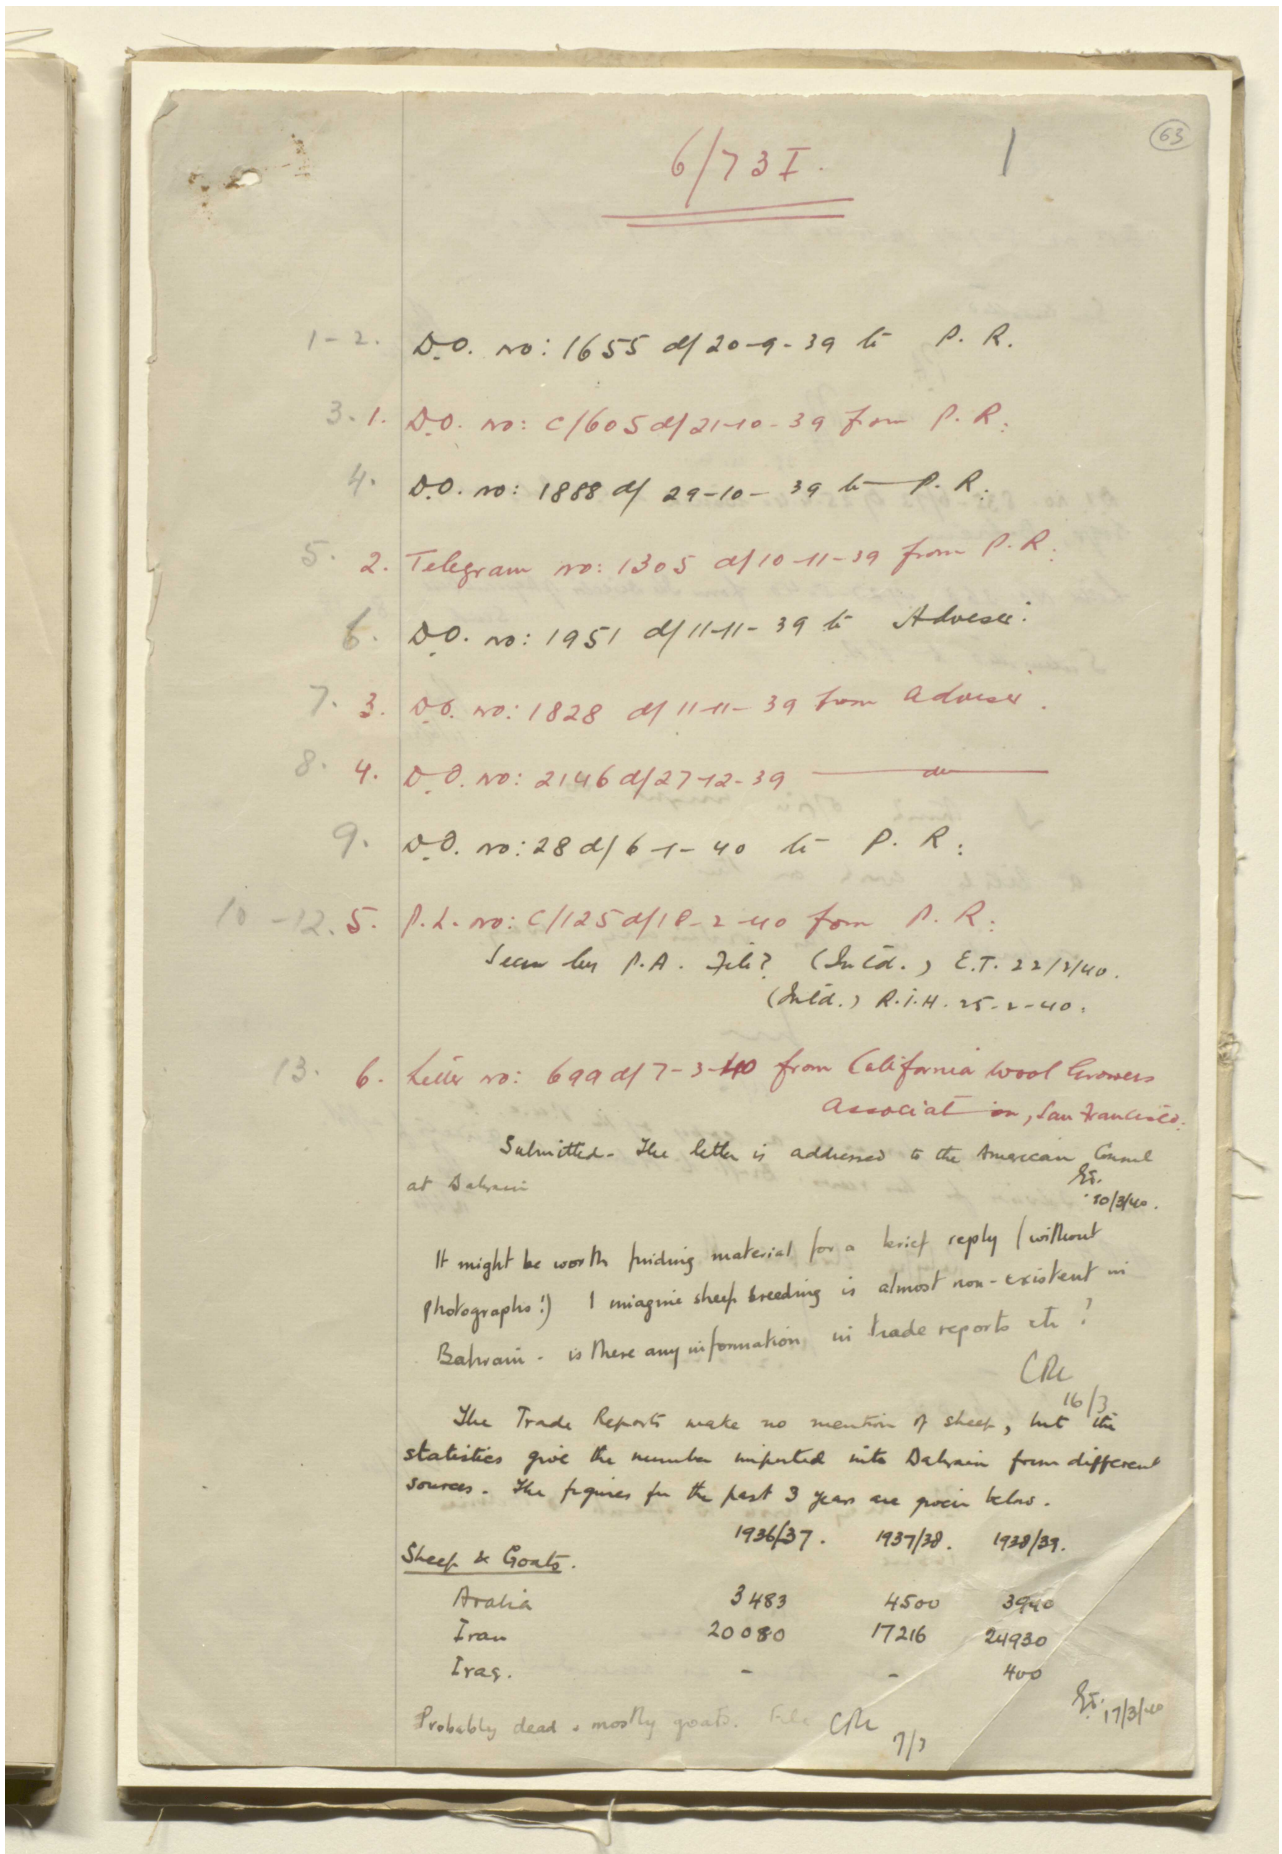 63
6/73 I.
1
1-2. D.O. no: 1655 d/ 20-9-39 to P. R.
3. 1. D.O. no: C/605 d/ 21-10-39 from P. R:
4. D.O. no: 1888 d/ 29-10-39 to P. R:
5. 2. Telegram no: 1305 d/ 10-11-39 from P. R:
6. D.O. no: 1951 d/ 11-11-39 to Adviser.
7. 3. D.O. no: 1828 d/ 11-11-39 from Adviser.
8. 4. D.O. no: 2146 d/ 27-12-39 — do —
9. D.O. no: 28 d/ 6-1-40 to P. R:
10-12. 5. P.L. no: C/125 d/ 18-2-40 from P. R:
Seen by P.A. File? (Intd.) E.T. 22/2/40.
(Intd.) R.I.H. 25-2-40.
13. 6. Letter no: 699 d/ 7-3-40 from California Wool Growers
Association, San Francisco:
Submitted. The letter is addressed to the American Consul
at Bahrain
10/3/40.
It might be worth finding material for a brief reply (without
photographs!) I imagine sheep breeding is almost non-existent in
Bahrain - is there any information in trade reports etc?
16/3
The Trade Reports make no mention of sheep, but the
statistics give the number imported into Bahrain from different
sources. The figures for the past 3 years are given below.
1936/37. 1937/38. 1938/39.
Sheep & Goats.
Arabia 3483 4500 3940
Iran 20080 17216 24930
Iraq. - - 400
17/3/40
Probably dead & mostly goats. File